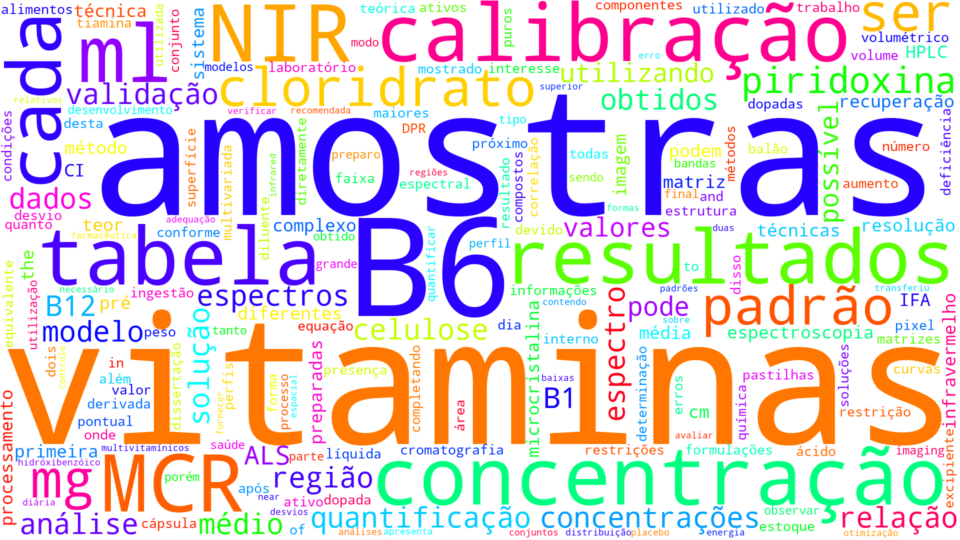 alimentos
técnica
tiamina
utilizada
conjunto
sistema
NIR
teórica
ativos
puros
componentes
utilizado
trabalho
ser
cada
ml
calibração
volumétrico
modelos
laboratório
modo
mostrado
interesse
erro
volume
HPLC
validação
cloridrato
utilizando
superior
piridoxina
relativos
desenvolvimento
verificar
recomendada
maiores
obtidos
dopadas
recuperação
condições
desta
método
CI
amostras
superfície
multivariada
infrared
diretamente
preparo
DPR
tipo
próximo
faixa
espectral
regiões
compostos
correlação
todas
sendo
imagem
podem
bandas
métodos
balão
possível
número
deficiência
aumento
matriz
final
and
estrutura
dados
desvio
quanto
teor
farmacêutica
adequação
conforme
diluente
complexo
obtido
quantificar
perfil
resultado
devido
formas
valores
duas
técnicas
resolução
tabela
B6
resultados
equivalente
utilização
the
necessário
B12
pré
ingestão
grande
espectros
diferentes
informações
microcristalina
contendo
to
padrões
disso
transferiu
pode
sobre
padrão
IFA
modelo
peso
solução
tanto
equação
celulose
dia
interno
espectro
média
espectroscopia
pixel
matrizes
infravermelho
vitaminas
dois
controle
in
além
valor
derivada
pontual
onde
dissertação
fornecer
perfis
forma
processo
espacial
preparadas
presença
completando
área
baixas
B1
erros
determinação
cm
química
pastilhas
soluções
curvas
restrição
processamento
primeira
multivitamínicos
hidróxibenzóico
diária
porém
MCR
saúde
ALS
parte
líquida
cromatografia
restrições
avaliar
formulações
ácido
imaging
excipiente
mg
após
near
região
ativo
dopada
concentração
análise
cápsula
médio
desvios
of
análises
apresenta
quantificação
conjuntos
concentrações
distribuição
placebo
energia
estoque
observar
otimização
relação